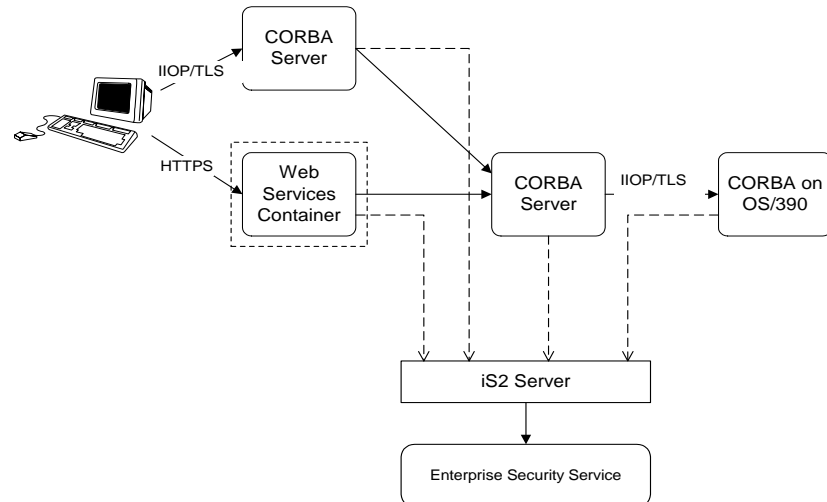 CORBA
Server
IIOP/TLS
HTTPS
Web
Services
Container
CORBA
Server
IIOP/TLS
CORBA on
OS/390
iS2 Server
Enterprise Security Service